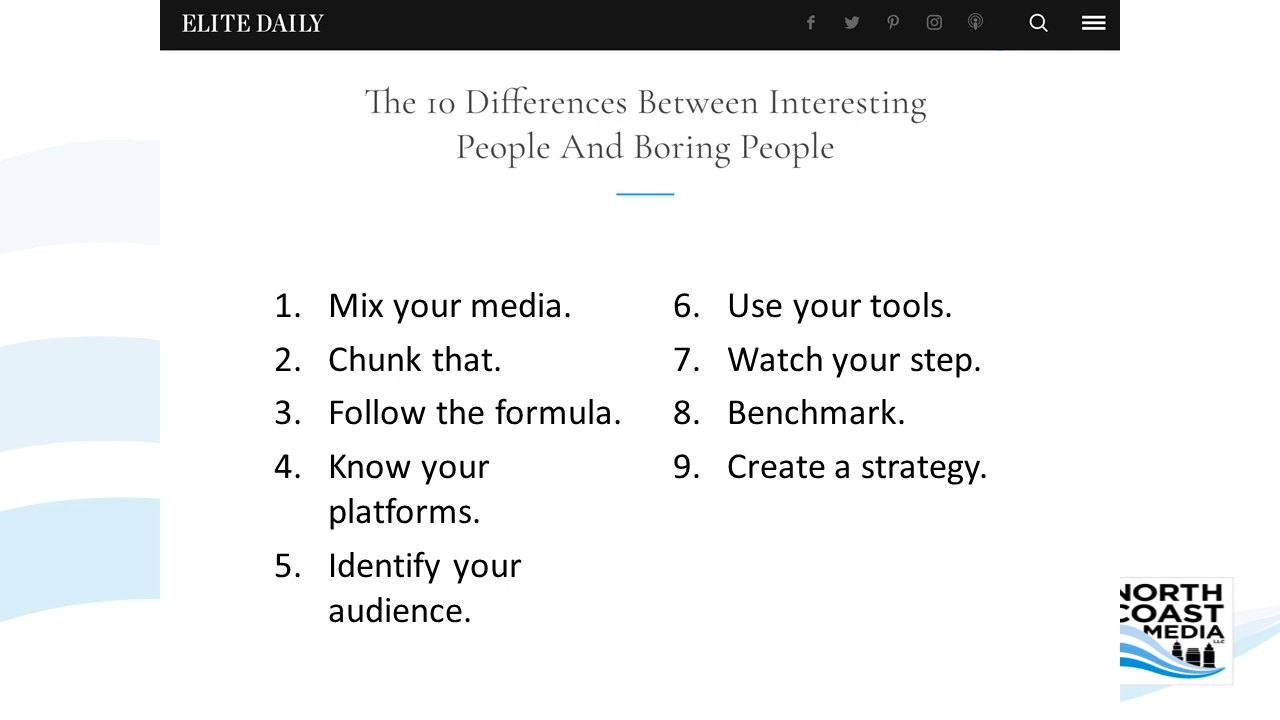 ELITE DAILY
The 10 Differences Between Interesting
People And Boring People
1. Mix your media.
2. Chunk that.
3. Follow the formula.
4. Know your
platforms.
5. Identify your
audience.
6. Use your tools.
7. Watch your step.
8. Benchmark.
9. Create a strategy.
NORTH
COAST
MEDIA
LLC